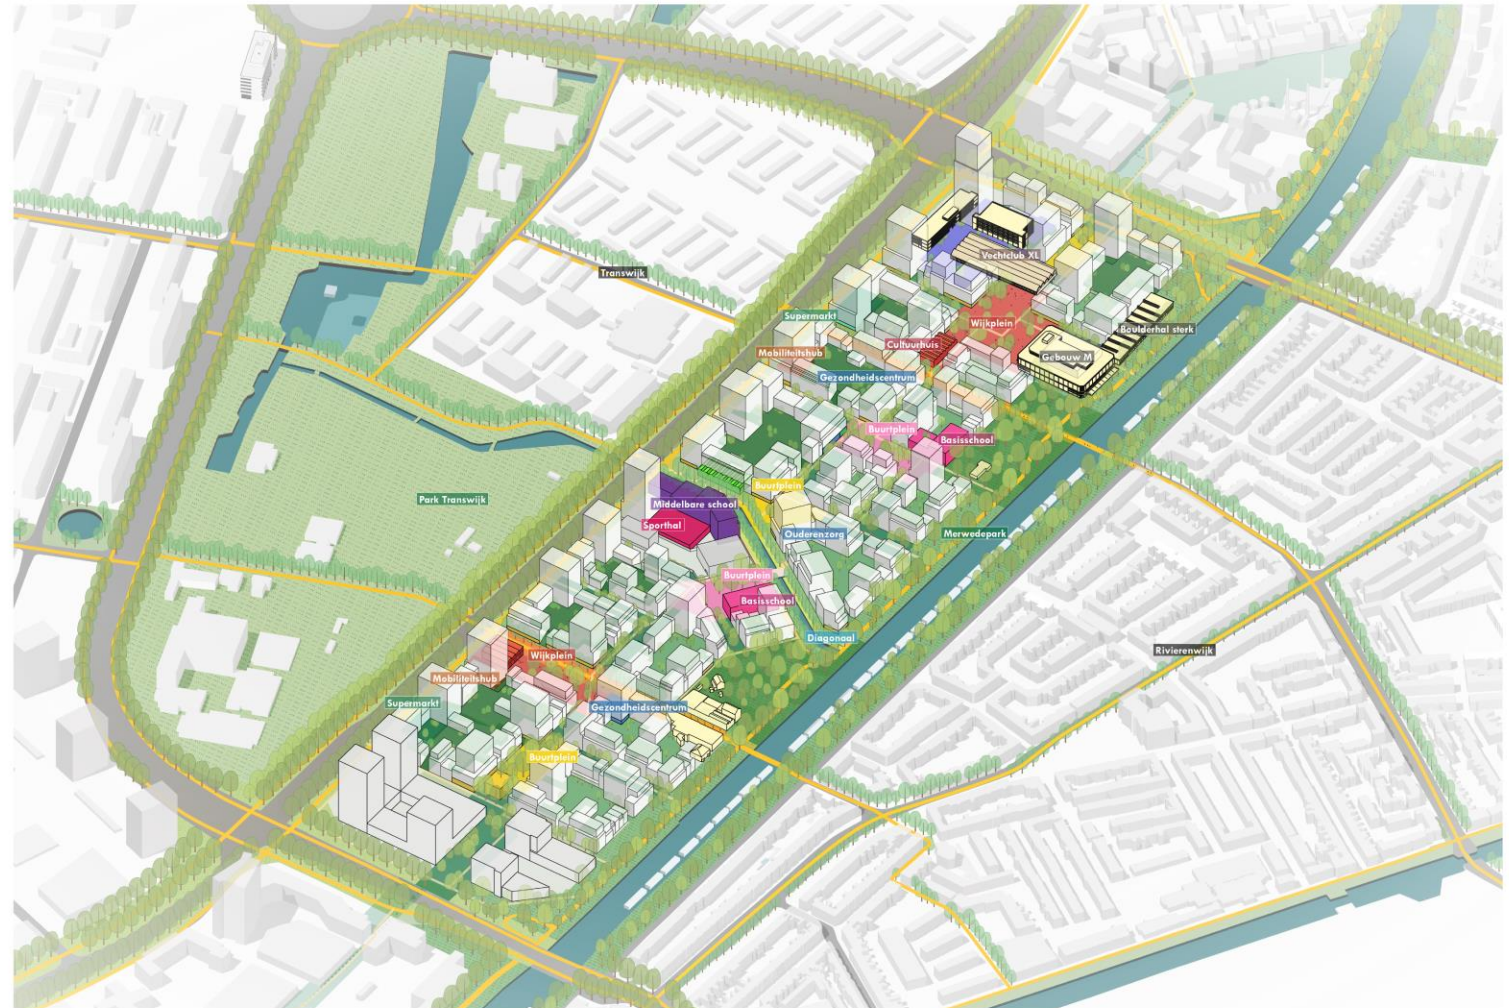 Vechtclub XL
Transwijk
Supermarkt
Wijkplein
Boulderhal sterk
Cultuurhuis
Mobiliteitshub
Gebouw M
Gezondheidscentrum
Buurtplein
Basisschool
Buurtplein
Park Transwijk
Middelbare school
Sporthal
Ouderenzorg
Merwedepark
Buurtplein
Basisschool
Diagonaal
Rivierenwijk
Wijkplein
Mobiliteitshub
Supermarkt
Gezondheidscentrum
Buurtplein